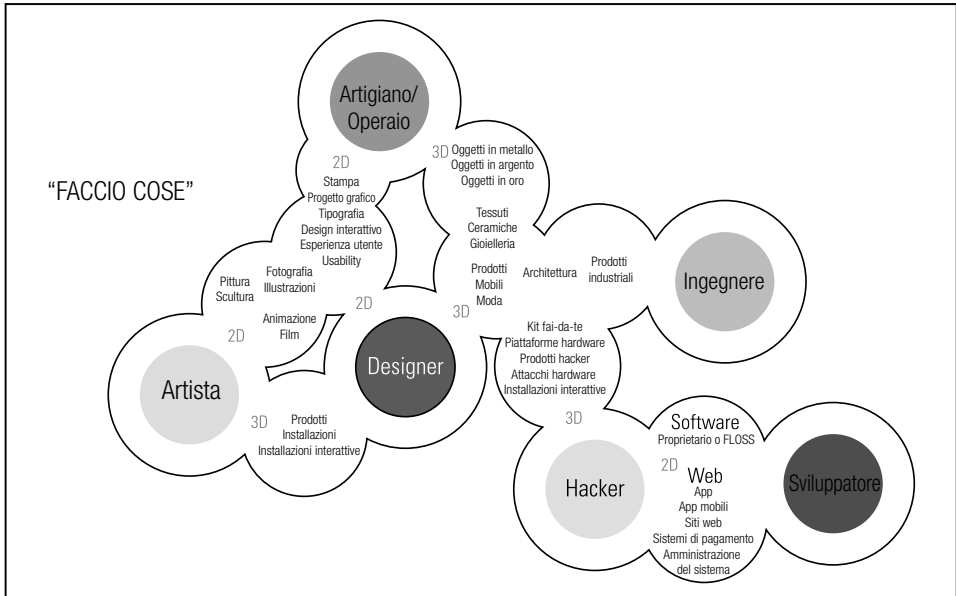 “FACCIO COSE”
Artigiano/
Operaio
2D
Stampa
Progetto grafico
Tipografia
Design interattivo
Esperienza utente
Usability
3D
Oggetti in metallo
Oggetti in argento
Oggetti in oro
Tessuti
Ceramiche
Gioielleria
Prodotti
Mobili
Moda
Architettura
Prodotti
industriali
Ingegnere
Pittura
Scultura
Fotografia
Illustrazioni
Animazione
Film
2D
2D
3D
Designer
Artista
3D
Prodotti
Installazioni
Installazioni interattive
Kit fai-da-te
Piattaforme hardware
Prodotti hacker
Attacchi hardware
Installazioni interattive
3D
Hacker
Software
Proprietario o FLOSS
2D
Web
App
App mobili
Siti web
Sistemi di pagamento
Amministrazione
del sistema
Sviluppatore